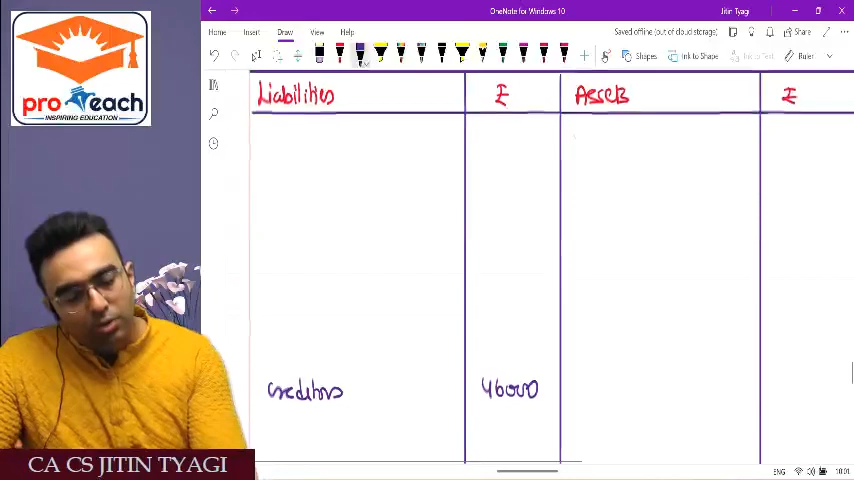 OneNote for Windows 10
Jitin Tyagi
Home Insert Draw View Help
Saved offline (out of cloud storage)
Share
Shapes
Ink to Shape
Ink to Text
Ruler
pro teach
INSPIRING EDUCATION
Liabilities ₹ Assets ₹
creditors 46000
CA CS JITIN TYAGI
ENG
10:01